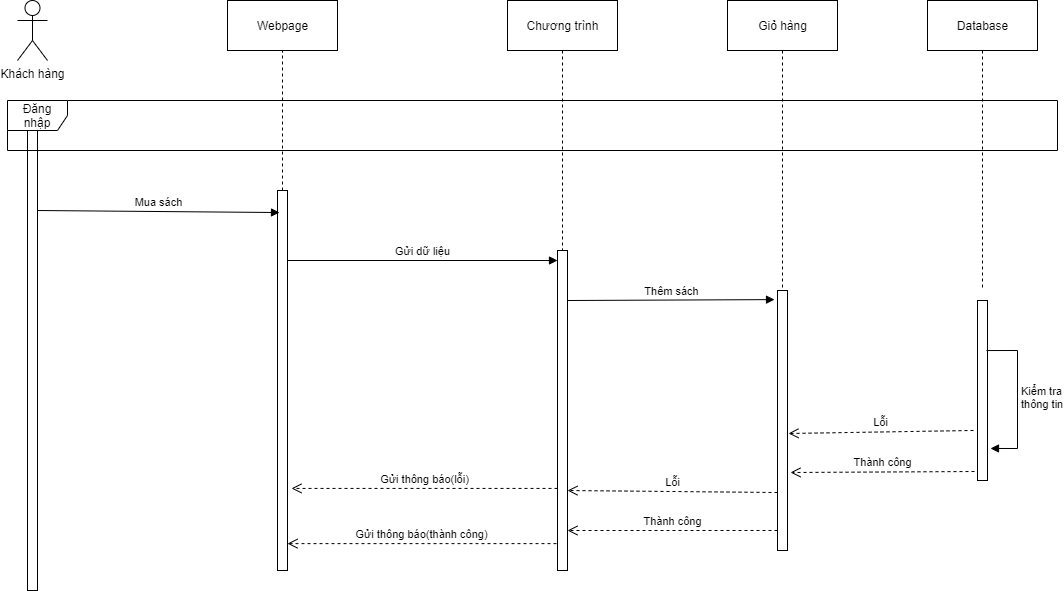 Webpage
Chương trình
Giỏ hàng
Database
Khách hàng
Đăng
nhập
Mua sách
Gửi dữ liệu
Thêm sách
Kiểm tra
thông tin
Lỗi
Thành công
Gửi thông báo(lỗi)
Lỗi
Thành công
Gửi thông báo(thành công)